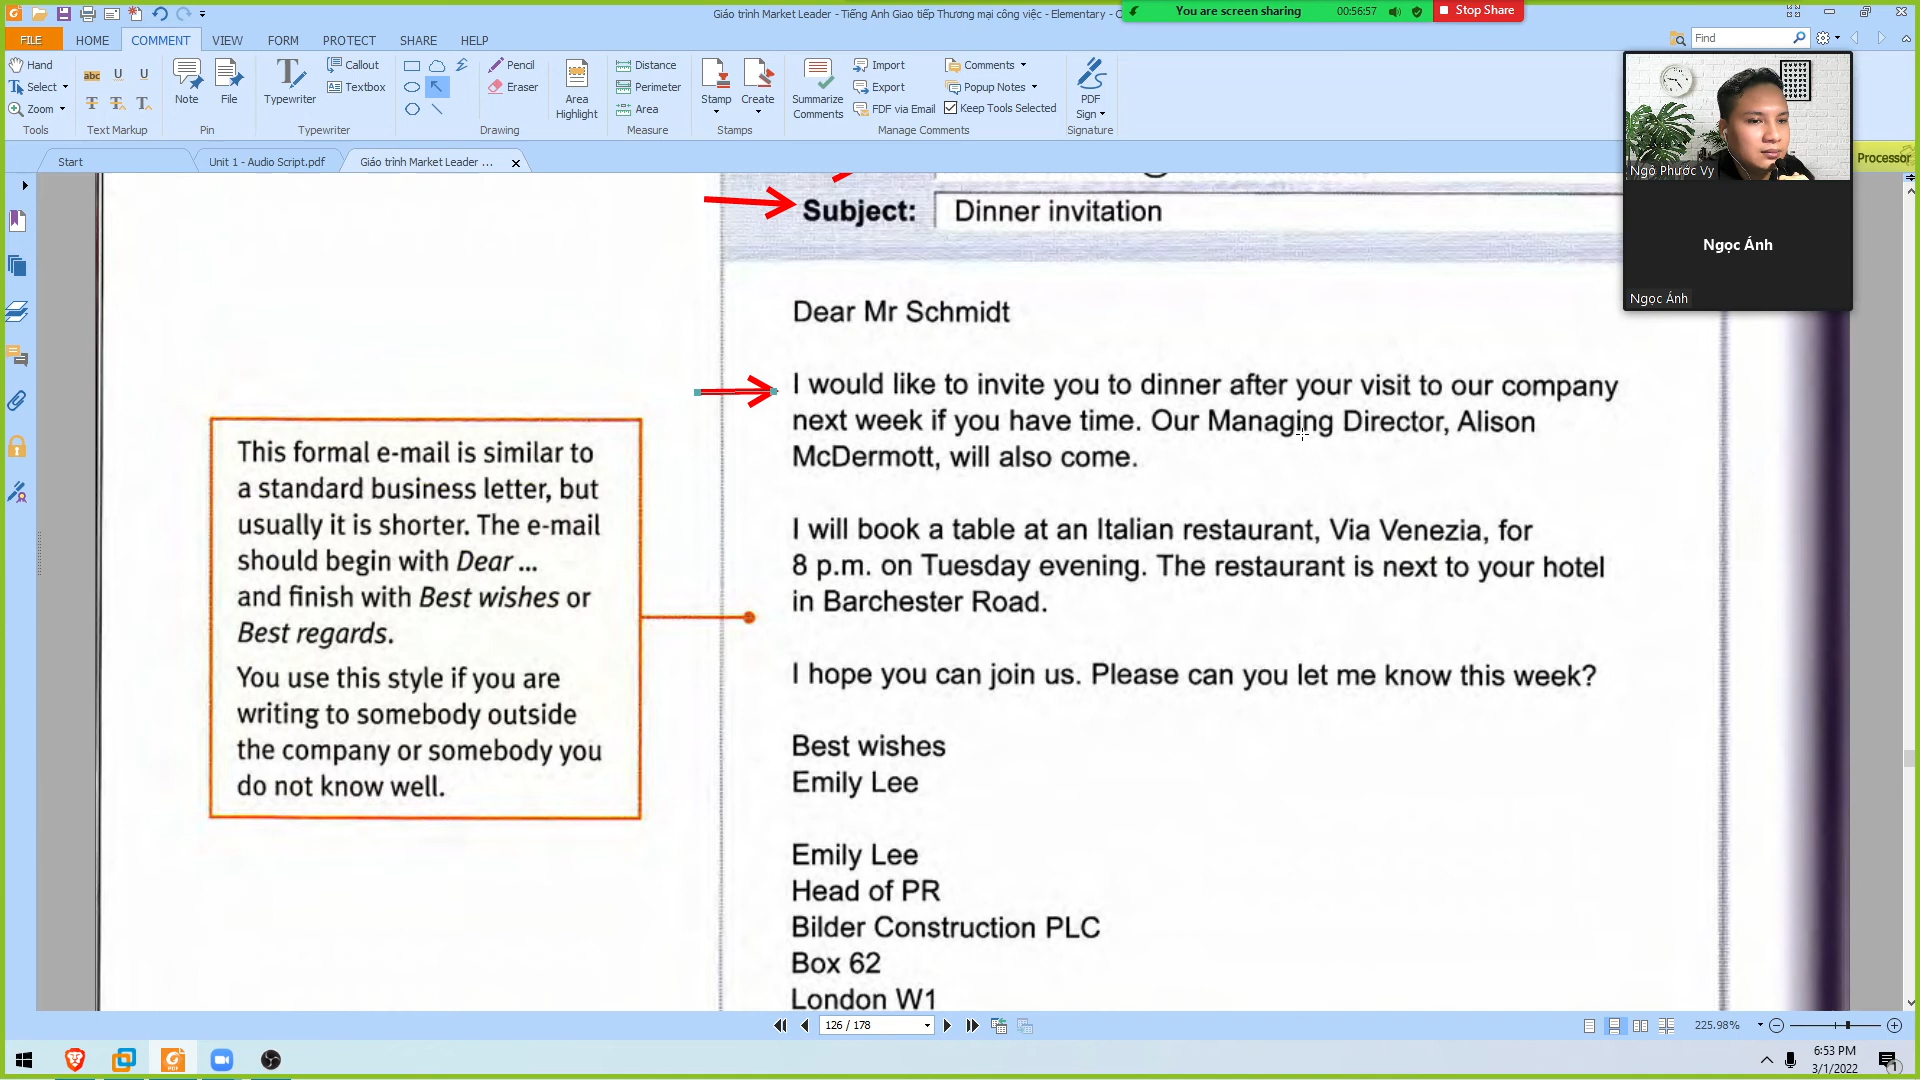 Giáo trình Market Leader - Tiếng Anh Giao tiếp Thương mại công việc - Elementary - C
You are screen sharing
00:56:57
Stop Share
FILE
HOME
COMMENT
VIEW
FORM
PROTECT
SHARE
HELP
Find
Hand
Select
Zoom
Tools
abc
U
U
T
T
T
Text Markup
Note
File
Pin
Typewriter
Callout
Textbox
Typewriter
Pencil
Eraser
Drawing
Area
Highlight
Distance
Perimeter
Area
Measure
Stamp
Create
Stamps
Summarize
Comments
Import
Export
FDF via Email
Comments
Popup Notes
Keep Tools Selected
Manage Comments
PDF
Sign
Signature
Start
Unit 1 - Audio Script.pdf
Giáo trình Market Leader ...
Processor
Ngô Phước Vy
Ngọc Ánh
Ngọc Ánh
Subject:
Dinner invitation
Dear Mr Schmidt
I would like to invite you to dinner after your visit to our company
next week if you have time. Our Managing Director, Alison
McDermott, will also come.
I will book a table at an Italian restaurant, Via Venezia, for
8 p.m. on Tuesday evening. The restaurant is next to your hotel
in Barchester Road.
I hope you can join us. Please can you let me know this week?
Best wishes
Emily Lee
Emily Lee
Head of PR
Bilder Construction PLC
Box 62
London W1
This formal e-mail is similar to
a standard business letter, but
usually it is shorter. The e-mail
should begin with Dear ...
and finish with Best wishes or
Best regards.
You use this style if you are
writing to somebody outside
the company or somebody you
do not know well.
126 / 178
225.98%
6:53 PM
3/1/2022